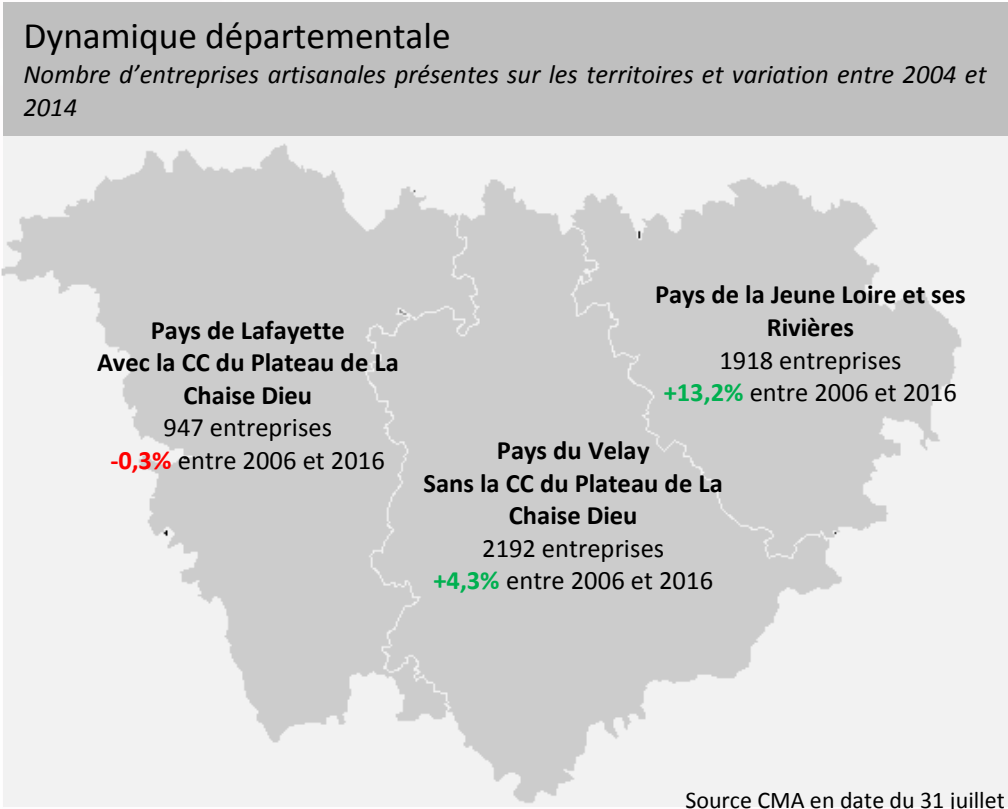 Dynamique départementale
Nombre d’entreprises artisanales présentes sur les territoires et variation entre 2004 et
2014
Pays de Lafayette
Avec la CC du Plateau de La
Chaise Dieu
947 entreprises
-0,3% entre 2006 et 2016
Pays du Velay
Sans la CC du Plateau de La
Chaise Dieu
2192 entreprises
+4,3% entre 2006 et 2016
Pays de la Jeune Loire et ses
Rivières
1918 entreprises
+13,2% entre 2006 et 2016
Source CMA en date du 31 juillet